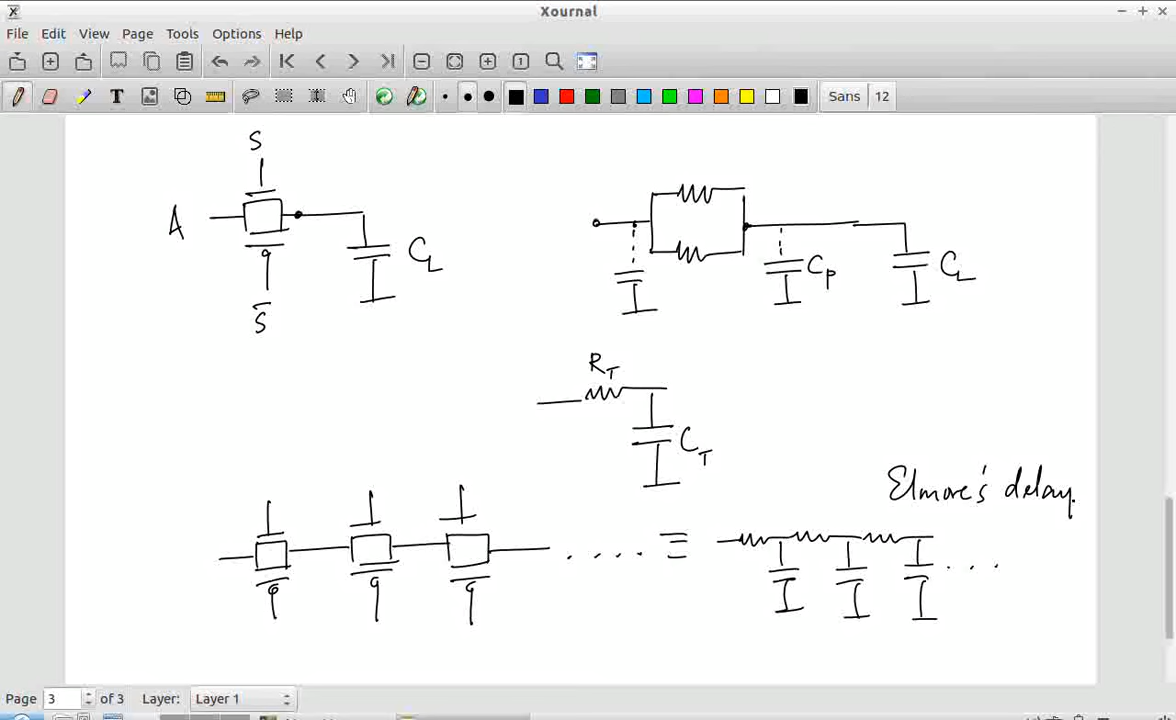 Xournal
File Edit View Page Tools Options Help
Sans 12
S
A
C_L
S̄
C_P
C_L
R_T
C_T
Elmore's delay
..... ≡
...
Page 3 of 3 Layer: Layer 1